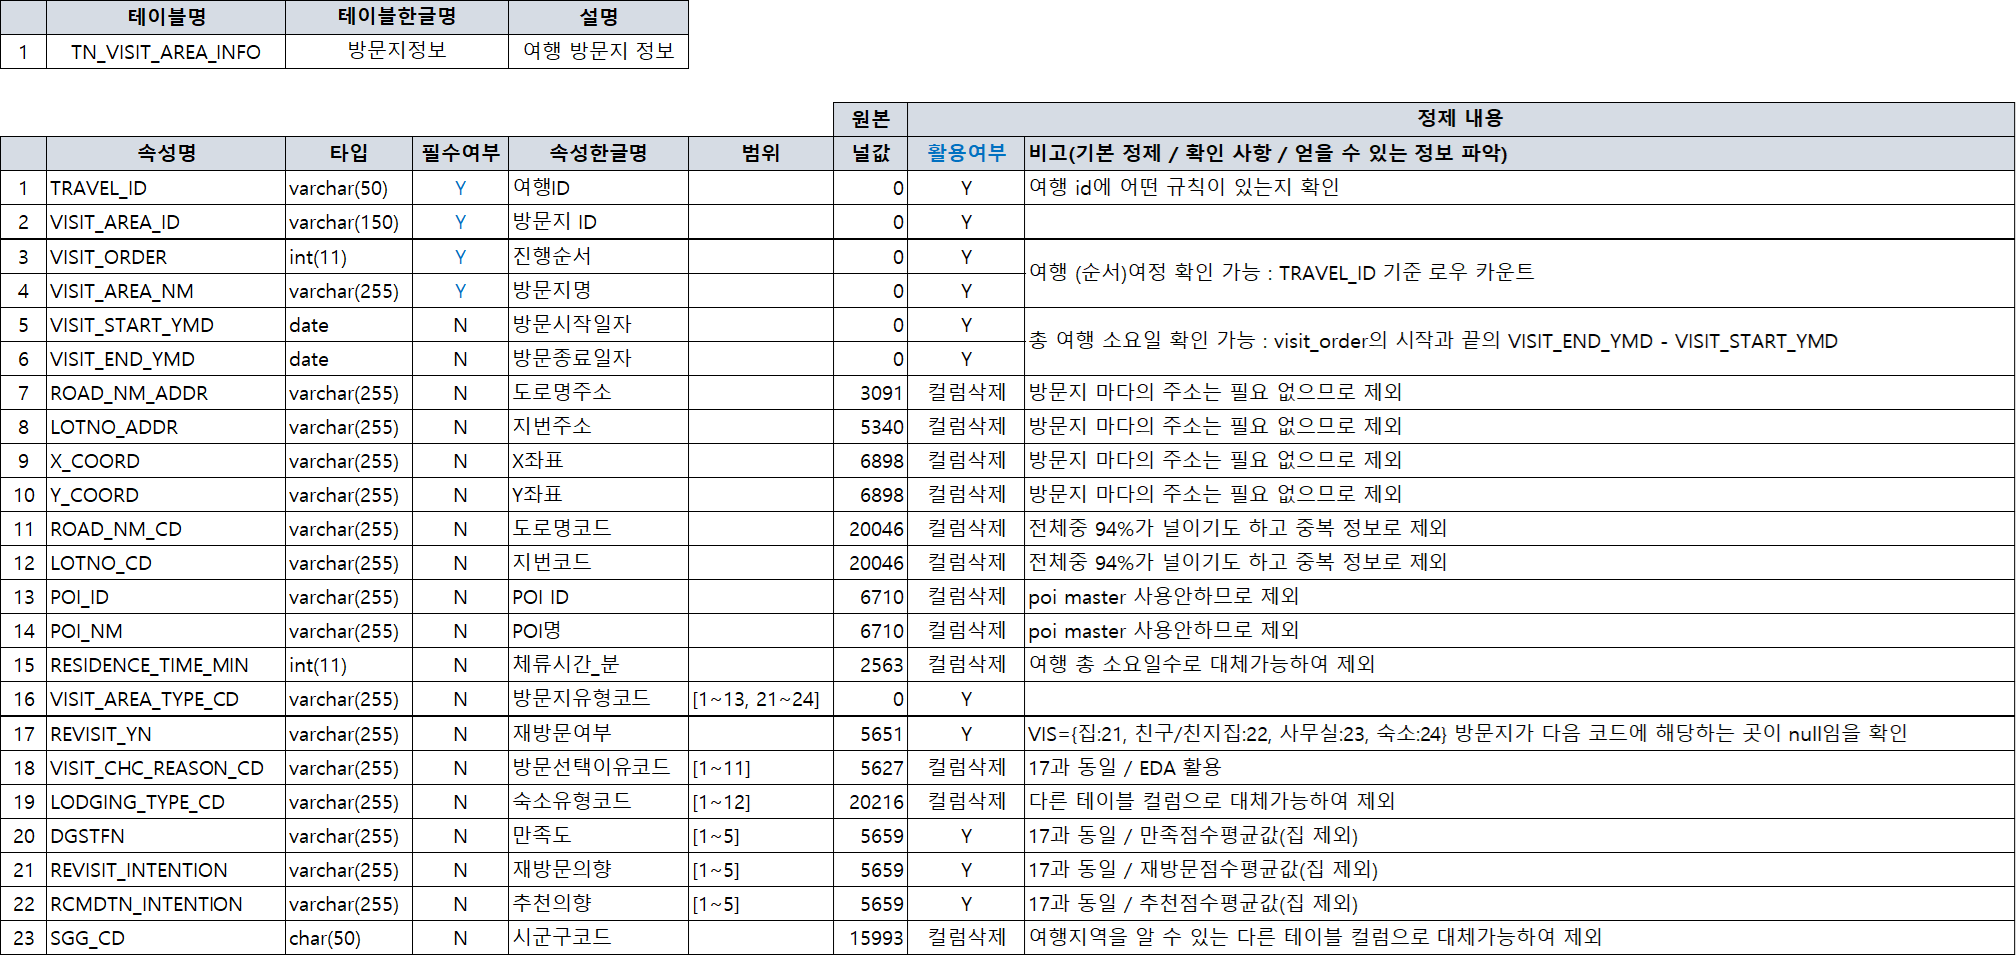 테이블명 테이블한글명 설명
1 TN_VISIT_AREA_INFO 방문지정보 여행 방문지 정보
원본 정제 내용
속성명 타입 필수여부 속성한글명 범위 널값 활용여부 비고(기본 정제 / 확인 사항 / 얻을 수 있는 정보 파악)
1 TRAVEL_ID varchar(50) Y 여행ID 0 Y 여행 id에 어떤 규칙이 있는지 확인
2 VISIT_AREA_ID varchar(150) Y 방문지 ID 0 Y
3 VISIT_ORDER int(11) Y 진행순서 0 Y
여행 (순서)여정 확인 가능 : TRAVEL_ID 기준 로우 카운트
4 VISIT_AREA_NM varchar(255) Y 방문지명 0 Y
5 VISIT_START_YMD date N 방문시작일자 0 Y
총 여행 소요일 확인 가능 : visit_order의 시작과 끝의 VISIT_END_YMD - VISIT_START_YMD
6 VISIT_END_YMD date N 방문종료일자 0 Y
7 ROAD_NM_ADDR varchar(255) N 도로명주소 3091 컬럼삭제 방문지 마다의 주소는 필요 없으므로 제외
8 LOTNO_ADDR varchar(255) N 지번주소 5340 컬럼삭제 방문지 마다의 주소는 필요 없으므로 제외
9 X_COORD varchar(255) N X좌표 6898 컬럼삭제 방문지 마다의 주소는 필요 없으므로 제외
10 Y_COORD varchar(255) N Y좌표 6898 컬럼삭제 방문지 마다의 주소는 필요 없으므로 제외
11 ROAD_NM_CD varchar(255) N 도로명코드 20046 컬럼삭제 전체중 94%가 널이기도 하고 중복 정보로 제외
12 LOTNO_CD varchar(255) N 지번코드 20046 컬럼삭제 전체중 94%가 널이기도 하고 중복 정보로 제외
13 POI_ID varchar(255) N POI ID 6710 컬럼삭제 poi master 사용안하므로 제외
14 POI_NM varchar(255) N POI명 6710 컬럼삭제 poi master 사용안하므로 제외
15 RESIDENCE_TIME_MIN int(11) N 체류시간_분 2563 컬럼삭제 여행 총 소요일수로 대체가능하여 제외
16 VISIT_AREA_TYPE_CD varchar(255) N 방문지유형코드 [1~13, 21~24] 0 Y
17 REVISIT_YN varchar(255) N 재방문여부 5651 Y VIS={집:21, 친구/친지집:22, 사무실:23, 숙소:24} 방문지가 다음 코드에 해당하는 곳이 null임을 확인
18 VISIT_CHC_REASON_CD varchar(255) N 방문선택이유코드 [1~11] 5627 컬럼삭제 17과 동일 / EDA 활용
19 LODGING_TYPE_CD varchar(255) N 숙소유형코드 [1~12] 20216 컬럼삭제 다른 테이블 컬럼으로 대체가능하여 제외
20 DGSTFN varchar(255) N 만족도 [1~5] 5659 Y 17과 동일 / 만족점수평균값(집 제외)
21 REVISIT_INTENTION varchar(255) N 재방문의향 [1~5] 5659 Y 17과 동일 / 재방문점수평균값(집 제외)
22 RCMDTN_INTENTION varchar(255) N 추천의향 [1~5] 5659 Y 17과 동일 / 추천점수평균값(집 제외)
23 SGG_CD char(50) N 시군구코드 15993 컬럼삭제 여행지역을 알 수 있는 다른 테이블 컬럼으로 대체가능하여 제외